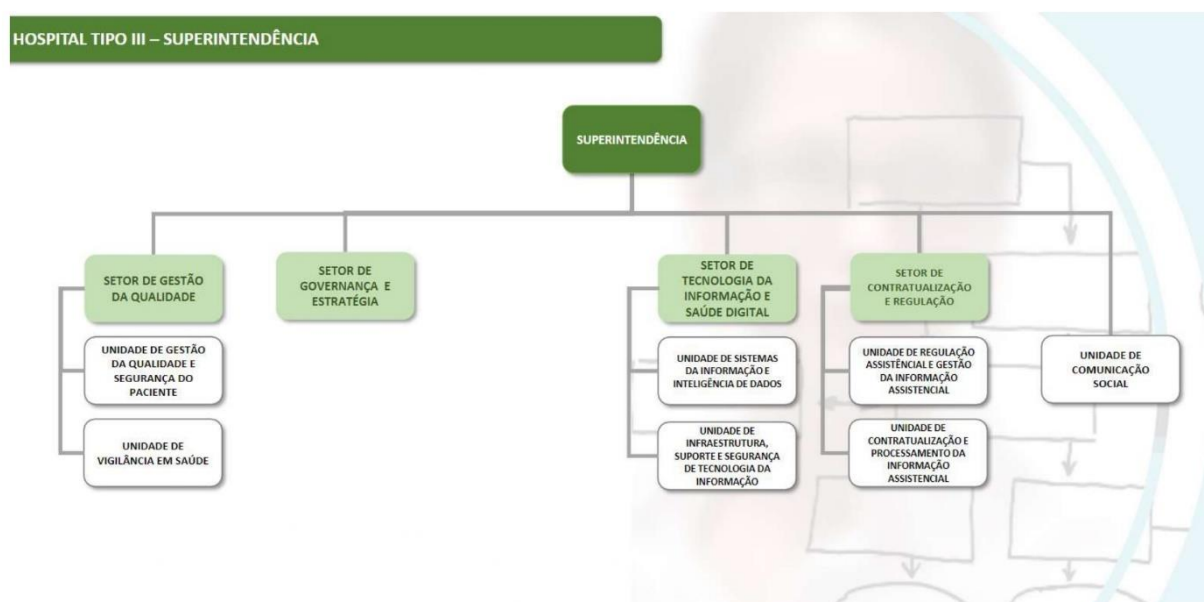 HOSPITAL TIPO III – SUPERINTENDÊNCIA
SUPERINTENDÊNCIA
SETOR DE GESTÃO
DA QUALIDADE
SETOR DE
GOVERNANÇA E
ESTRATÉGIA
SETOR DE
TECNOLOGIA DA
INFORMAÇÃO E
SAÚDE DIGITAL
SETOR DE
CONTRATUALIZAÇÃO
E REGULAÇÃO
UNIDADE DE GESTÃO
DA QUALIDADE E
SEGURANÇA DO
PACIENTE
UNIDADE DE SISTEMAS
DA INFORMAÇÃO E
INTELIGÊNCIA DE DADOS
UNIDADE DE REGULAÇÃO
ASSISTÊNCIAL E GESTÃO
DA INFORMAÇÃO
ASSISTENCIAL
UNIDADE DE
COMUNICAÇÃO
SOCIAL
UNIDADE DE
VIGILÂNCIA EM SAÚDE
UNIDADE DE
INFRAESTRUTURA,
SUPORTE E SEGURANÇA
DE TECNOLOGIA DA
INFORMAÇÃO
UNIDADE DE
CONTRATUALIZAÇÃO E
PROCESSAMENTO DA
INFORMAÇÃO
ASSISTENCIAL